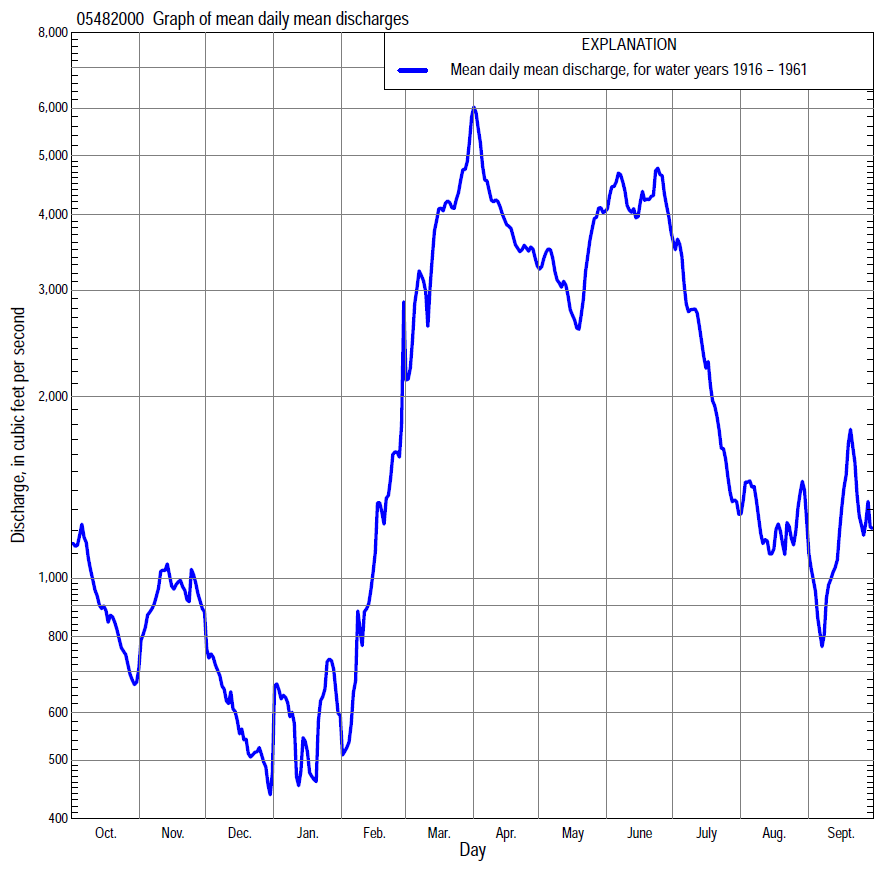 05482000 Graph of mean daily mean discharges
EXPLANATION
Mean daily mean discharge, for water years 1916 – 1961
8,000
6,000
5,000
4,000
3,000
2,000
1,000
800
600
500
400
Discharge, in cubic feet per second
Oct. Nov. Dec. Jan. Feb. Mar. Apr. May June July Aug. Sept.
Day